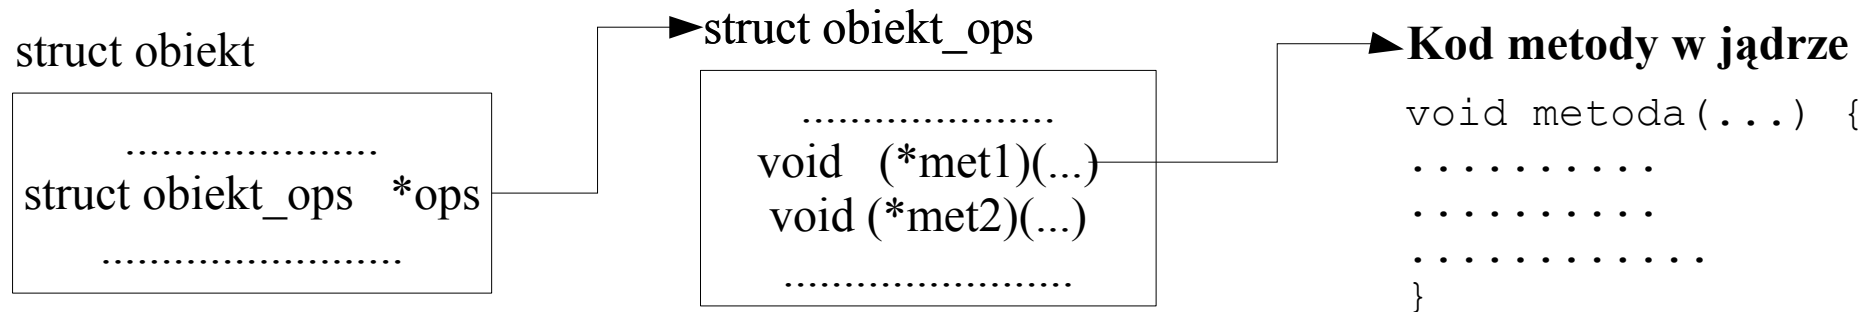 struct obiekt
.....................
struct obiekt_ops   *ops
.........................
struct obiekt_ops
.....................
void   (*met1)(...)
void (*met2)(...)
........................
Kod metody w jądrze
void metoda(...) {
..........
..........
............
}